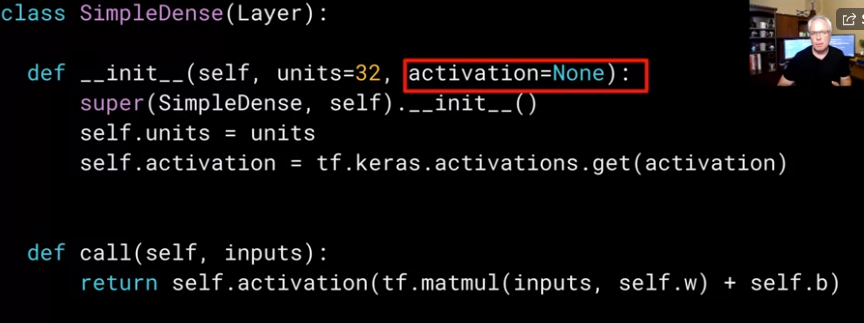 class SimpleDense(Layer):
def __init__(self, units=32, activation=None):
super(SimpleDense, self).__init__()
self.units = units
self.activation = tf.keras.activations.get(activation)
def call(self, inputs):
return self.activation(tf.matmul(inputs, self.w) + self.b)